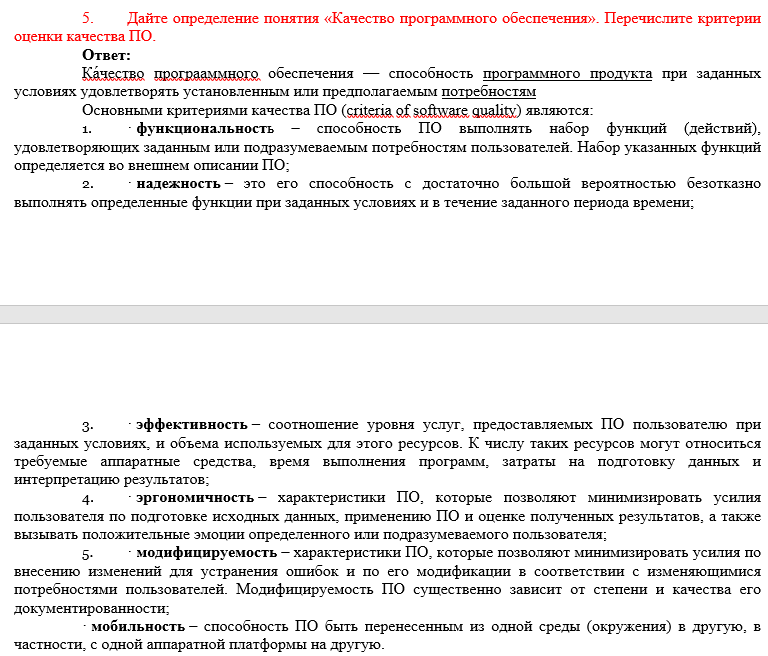 5. Дайте определение понятия «Качество программного обеспечения». Перечислите критерии
оценки качества ПО.
Ответ:
Ка́чество програаммного обеспечения — способность программного продукта при заданных
условиях удовлетворять установленным или предполагаемым потребностям
Основными критериями качества ПО (criteria of software quality) являются:
1. · функциональность – способность ПО выполнять набор функций (действий),
удовлетворяющих заданным или подразумеваемым потребностям пользователей. Набор указанных функций
определяется во внешнем описании ПО;
2. · надежность – это его способность с достаточно большой вероятностью безотказно
выполнять определенные функции при заданных условиях и в течение заданного периода времени;
3. · эффективность – соотношение уровня услуг, предоставляемых ПО пользователю при
заданных условиях, и объема используемых для этого ресурсов. К числу таких ресурсов могут относиться
требуемые аппаратные средства, время выполнения программ, затраты на подготовку данных и
интерпретацию результатов;
4. · эргономичность – характеристики ПО, которые позволяют минимизировать усилия
пользователя по подготовке исходных данных, применению ПО и оценке полученных результатов, а также
вызывать положительные эмоции определенного или подразумеваемого пользователя;
5. · модифицируемость – характеристики ПО, которые позволяют минимизировать усилия по
внесению изменений для устранения ошибок и по его модификации в соответствии с изменяющимися
потребностями пользователей. Модифицируемость ПО существенно зависит от степени и качества его
документированности;
· мобильность – способность ПО быть перенесенным из одной среды (окружения) в другую, в
частности, с одной аппаратной платформы на другую.